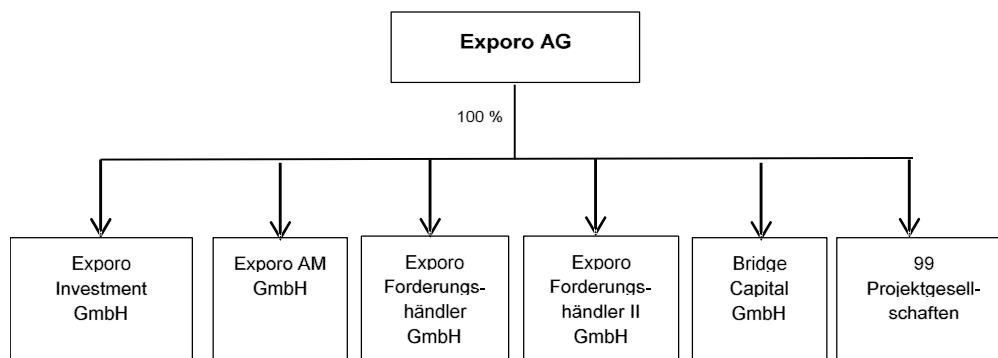 Exporo AG
100 %
Exporo
Investment
GmbH
Exporo AM
GmbH
Exporo
Forderungs-
händler
GmbH
Exporo
Forderungs-
händler II
GmbH
Bridge
Capital
GmbH
99
Projektgesell-
schaften